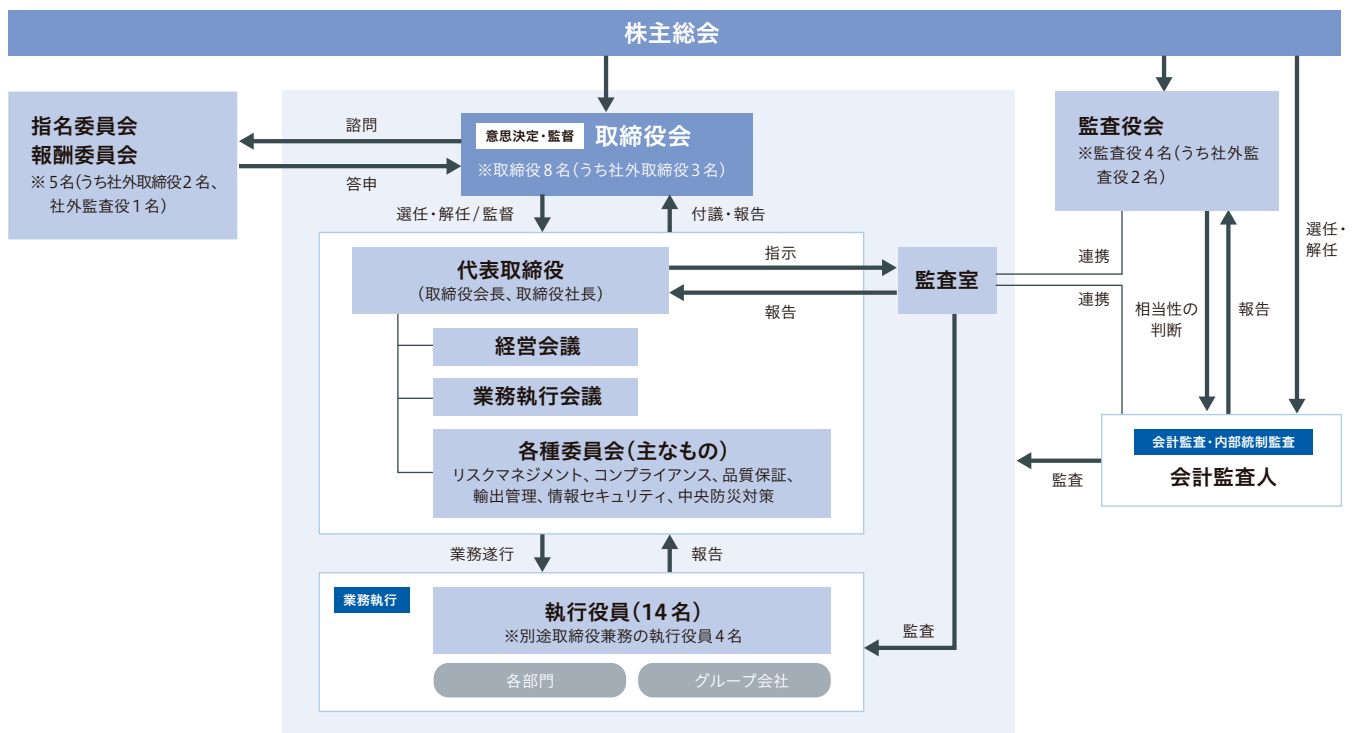 株主総会
指名委員会
報酬委員会
※5名(うち社外取締役2名、
社外監査役1名)
諮問
答申
意思決定・監督
取締役会
※取締役8名(うち社外取締役3名)
監査役会
※監査役4名(うち社外監
査役2名)
選任・解任/監督
付議・報告
選任・
解任
代表取締役
(取締役会長、取締役社長)
指示
報告
監査室
連携
連携
相当性の
判断
報告
経営会議
業務執行会議
各種委員会(主なもの)
リスクマネジメント、コンプライアンス、品質保証、
輸出管理、情報セキュリティ、中央防災対策
会計監査・内部統制監査
会計監査人
監査
業務遂行
報告
業務執行
執行役員(14名)
※別途取締役兼務の執行役員4名
監査
各部門
グループ会社